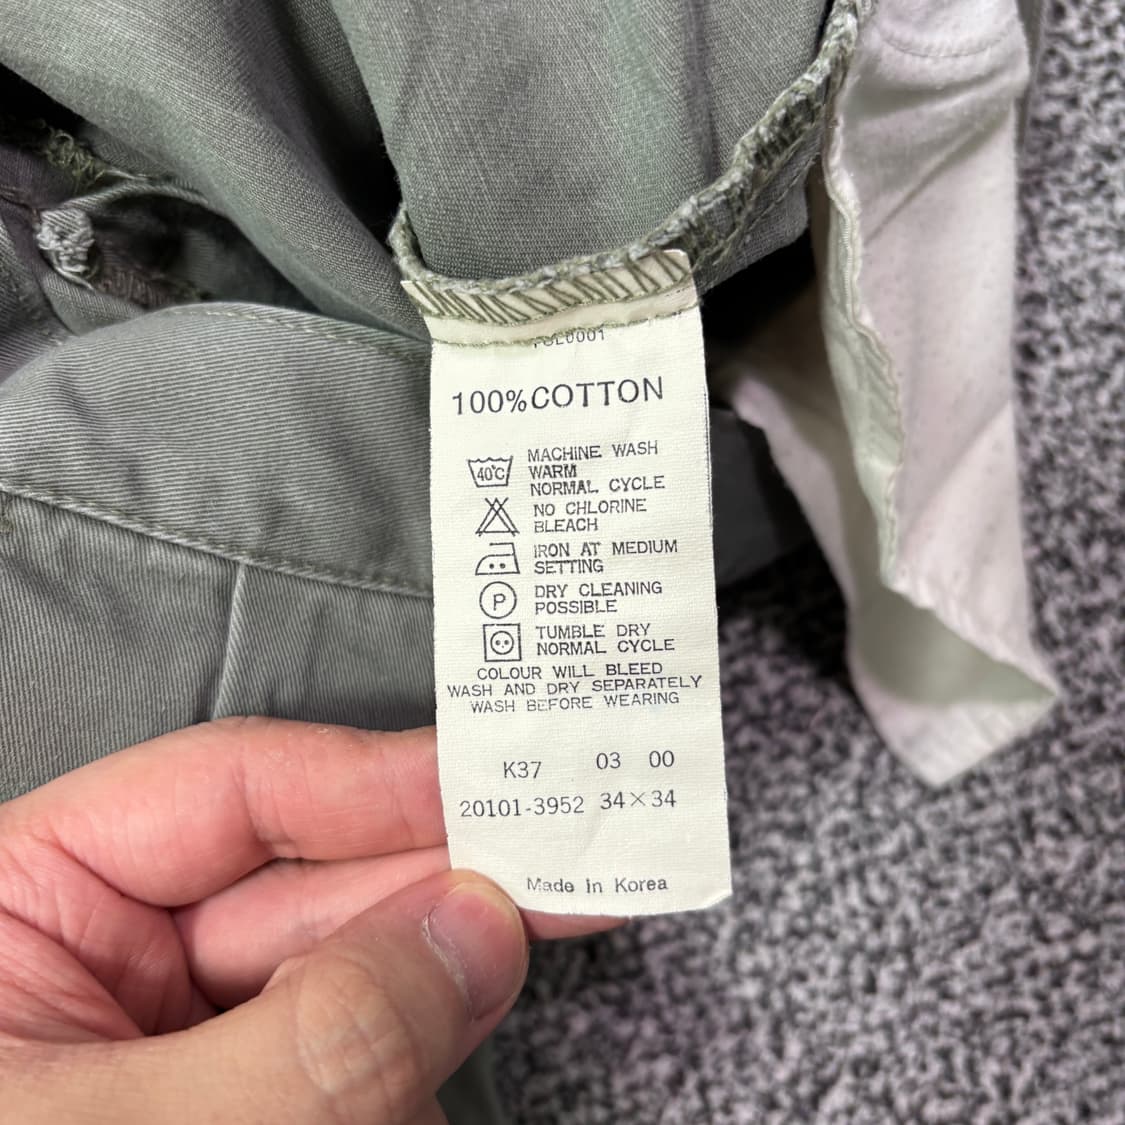 100%COTTON
40℃
MACHINE WASH
WARM
NORMAL CYCLE
NO CHLORINE
BLEACH
IRON AT MEDIUM
SETTING
P
DRY CLEANING
POSSIBLE
TUMBLE DRY
NORMAL CYCLE
COLOUR WILL BLEED
WASH AND DRY SEPARATELY
WASH BEFORE WEARING
K37 03 00
20101-3952 34×34
Made In Korea